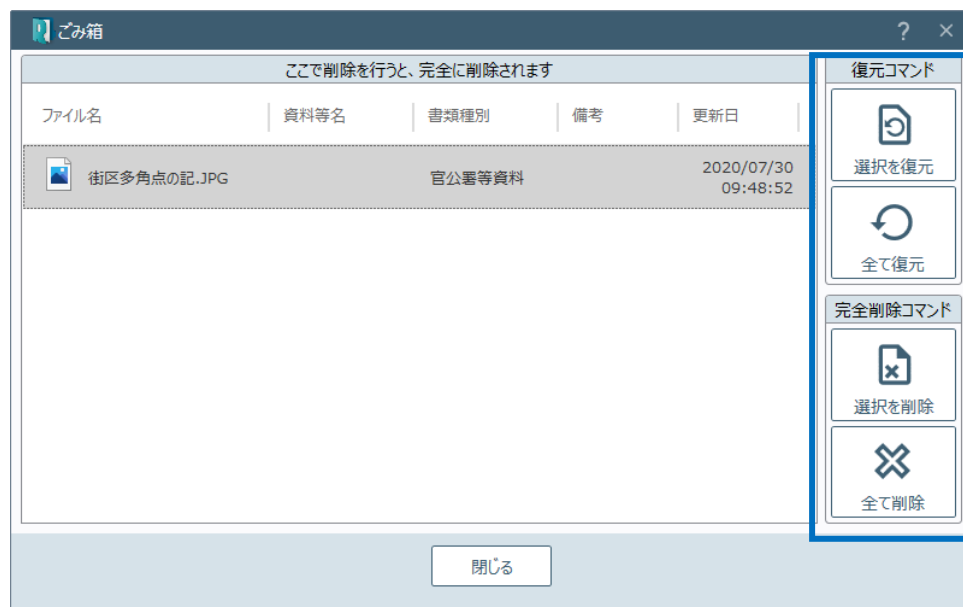 ごみ箱
? ×
ここで削除を行うと、完全に削除されます
ファイル名 資料等名 書類種別 備考 更新日
街区多角点の記.JPG 官公署等資料 2020/07/30
09:48:52
復元コマンド
選択を復元
全て復元
完全削除コマンド
選択を削除
全て削除
閉じる